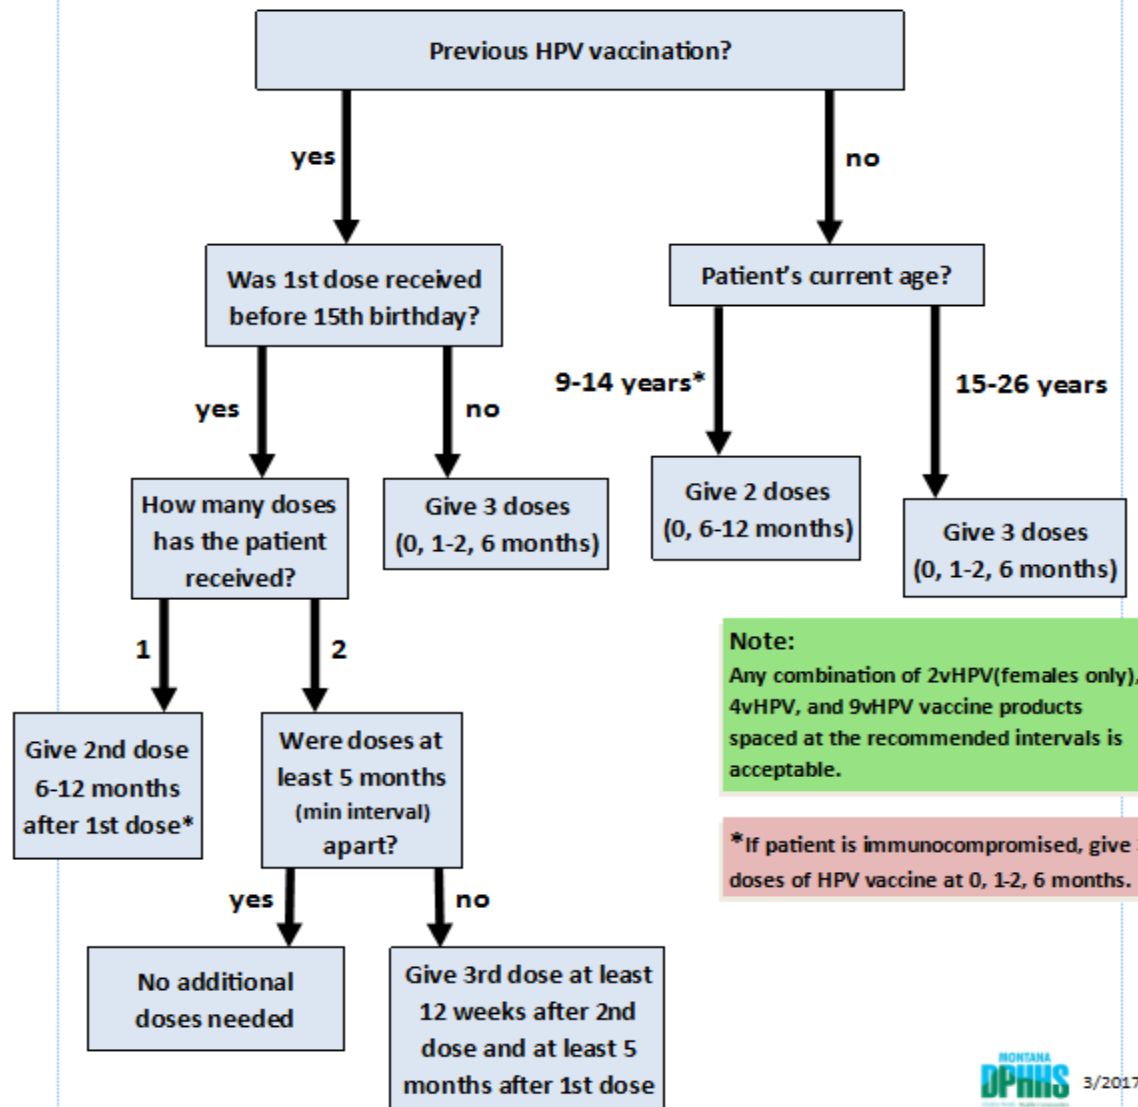 Previous HPV vaccination?
yes
no
Was 1st dose received
before 15th birthday?
Patient's current age?
yes
no
9-14 years*
15-26 years
How many doses
has the patient
received?
Give 3 doses
(0, 1-2, 6 months)
Give 2 doses
(0, 6-12 months)
Give 3 doses
(0, 1-2, 6 months)
1
2
Note:
Any combination of 2vHPV(females only),
4vHPV, and 9vHPV vaccine products
spaced at the recommended intervals is
acceptable.
Give 2nd dose
6-12 months
after 1st dose*
Were doses at
least 5 months
(min interval)
apart?
*If patient is immunocompromised, give
doses of HPV vaccine at 0, 1-2, 6 months.
yes
no
No additional
doses needed
Give 3rd dose at least
12 weeks after 2nd
dose and at least 5
months after 1st dose
MONTANA
DPHHS
3/2017